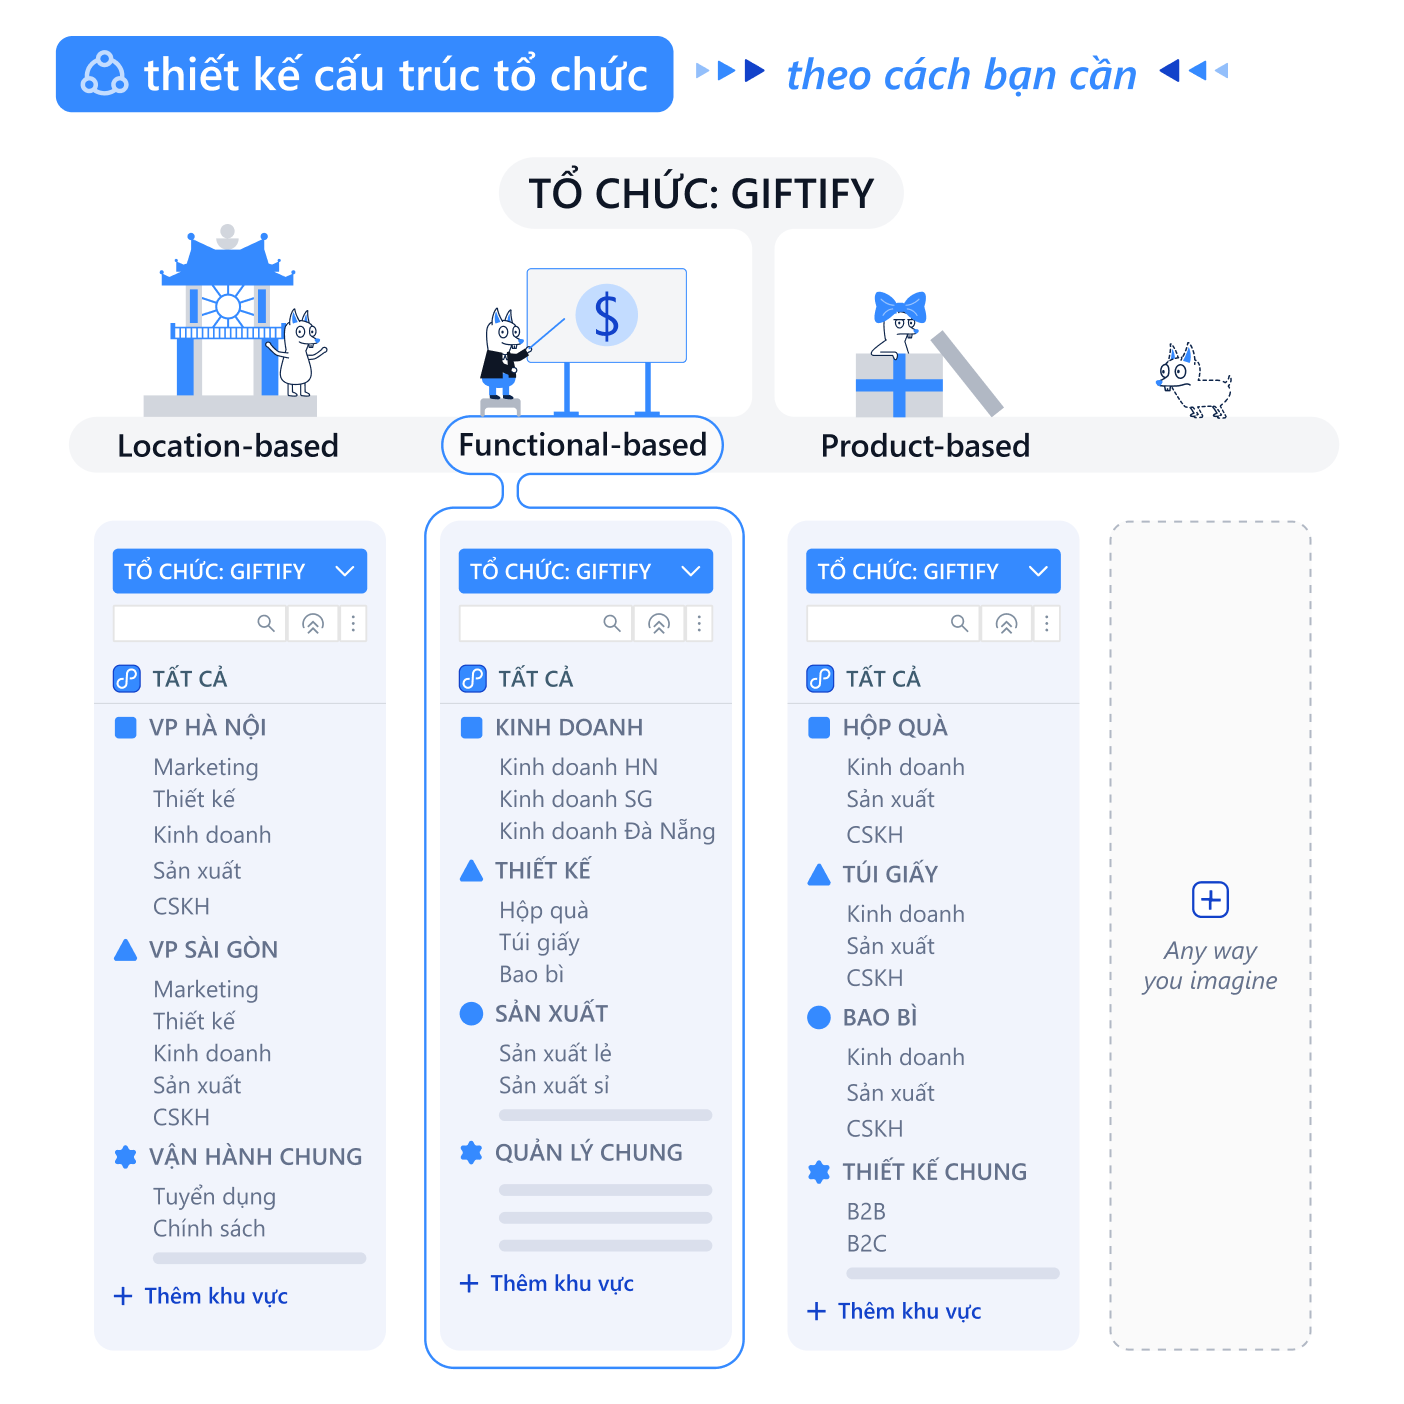 thiết kế cấu trúc tổ chức
theo cách bạn cần
TỔ CHỨC: GIFTIFY
$
Location-based
Functional-based
Product-based
TỔ CHỨC: GIFTIFY
TẤT CẢ
VP HÀ NỘI
Marketing
Thiết kế
Kinh doanh
Sản xuất
CSKH
VP SÀI GÒN
Marketing
Thiết kế
Kinh doanh
Sản xuất
CSKH
VẬN HÀNH CHUNG
Tuyển dụng
Chính sách
+ Thêm khu vực
TỔ CHỨC: GIFTIFY
TẤT CẢ
KINH DOANH
Kinh doanh HN
Kinh doanh SG
Kinh doanh Đà Nẵng
THIẾT KẾ
Hộp quà
Túi giấy
Bao bì
SẢN XUẤT
Sản xuất lẻ
Sản xuất sỉ
QUẢN LÝ CHUNG
+ Thêm khu vực
TỔ CHỨC: GIFTIFY
TẤT CẢ
HỘP QUÀ
Kinh doanh
Sản xuất
CSKH
TÚI GIẤY
Kinh doanh
Sản xuất
CSKH
BAO BÌ
Kinh doanh
Sản xuất
CSKH
THIẾT KẾ CHUNG
B2B
B2C
+ Thêm khu vực
Any way
you imagine